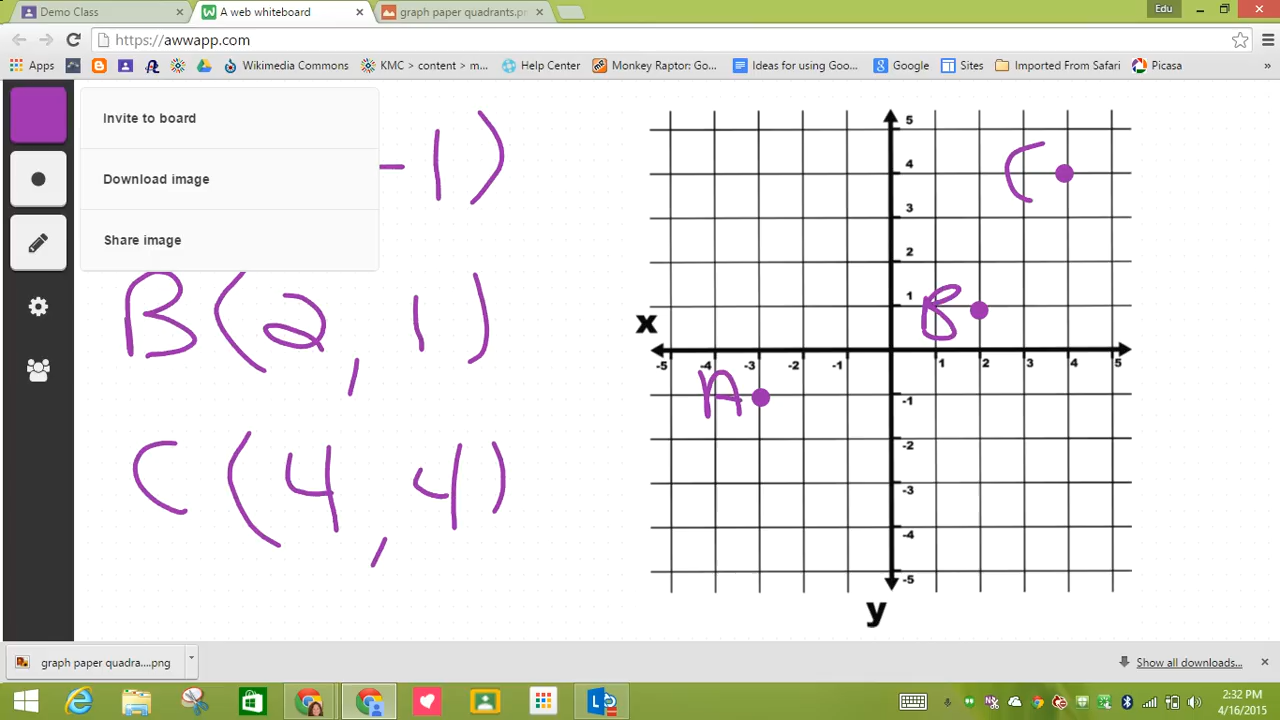 Demo Class
A web whiteboard
graph paper quadrants.pn
Edu
https://awwapp.com
Apps
Wikimedia Commons
KMC > content > m...
Help Center
Monkey Raptor: Go...
Ideas for using Goo...
Google
Sites
Imported From Safari
Picasa
»
Invite to board
Download image
Share image
-1)
B(2, 1)
C (4, 4)
5
4
C
3
2
1
B
x
-5 -4 -3 -2 -1 1 2 3 4 5
A
-1
-2
-3
-4
-5
y
graph paper quadra....png
Show all downloads...
2:32 PM
4/16/2015